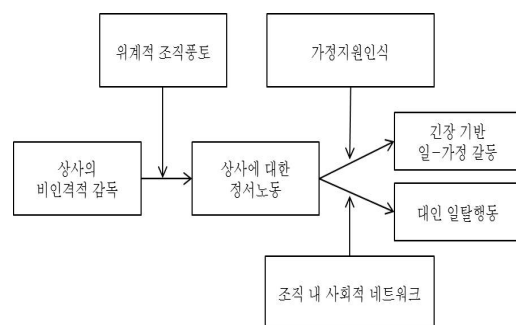 위계적 조직풍토
가정지원인식
상사의
비인격적 감독
상사에 대한
정서노동
긴장 기반
일-가정 갈등
대인 일탈행동
조직 내 사회적 네트워크